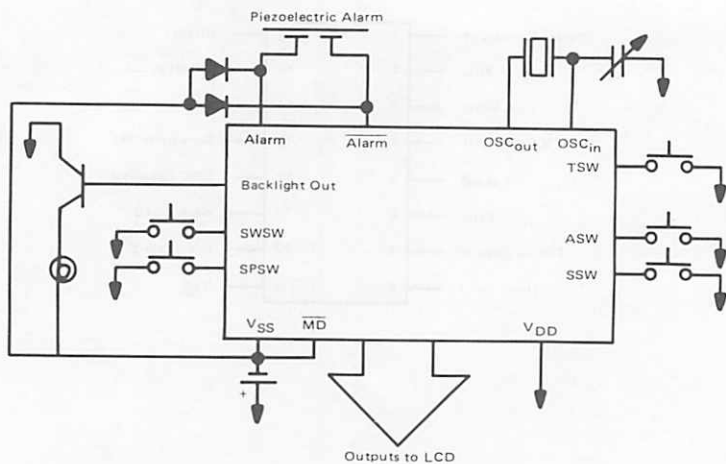 Piezoelectric Alarm
Alarm
Alarm
OSCout
OSCin
TSW
Backlight Out
SWSW
SPSW
ASW
SSW
VSS
MD
VDD
+
Outputs to LCD